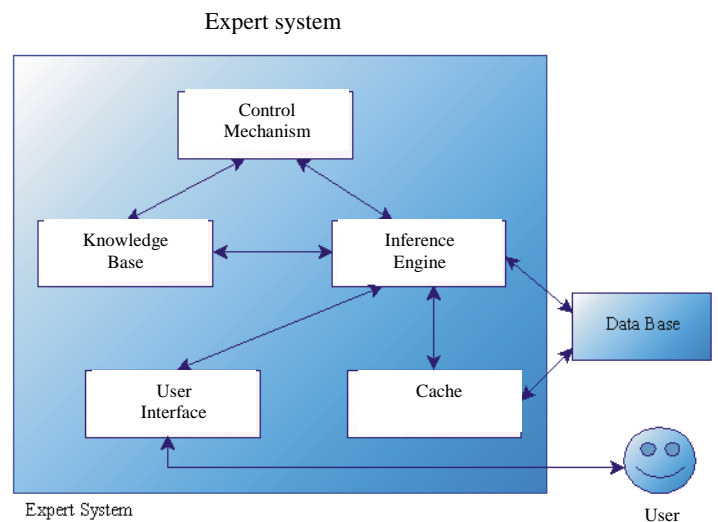 Expert system
Control
Mechanism
Knowledge
Base
Inference
Engine
Data Base
User
Interface
Cache
Expert System
User